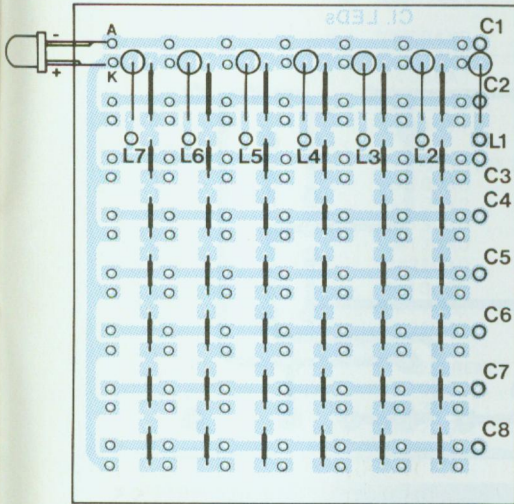 CI. LEDs
C1
A
-
+
K
C2
L7 L6 L5 L4 L3 L2 L1
C3
C4
C5
C6
C7
C8